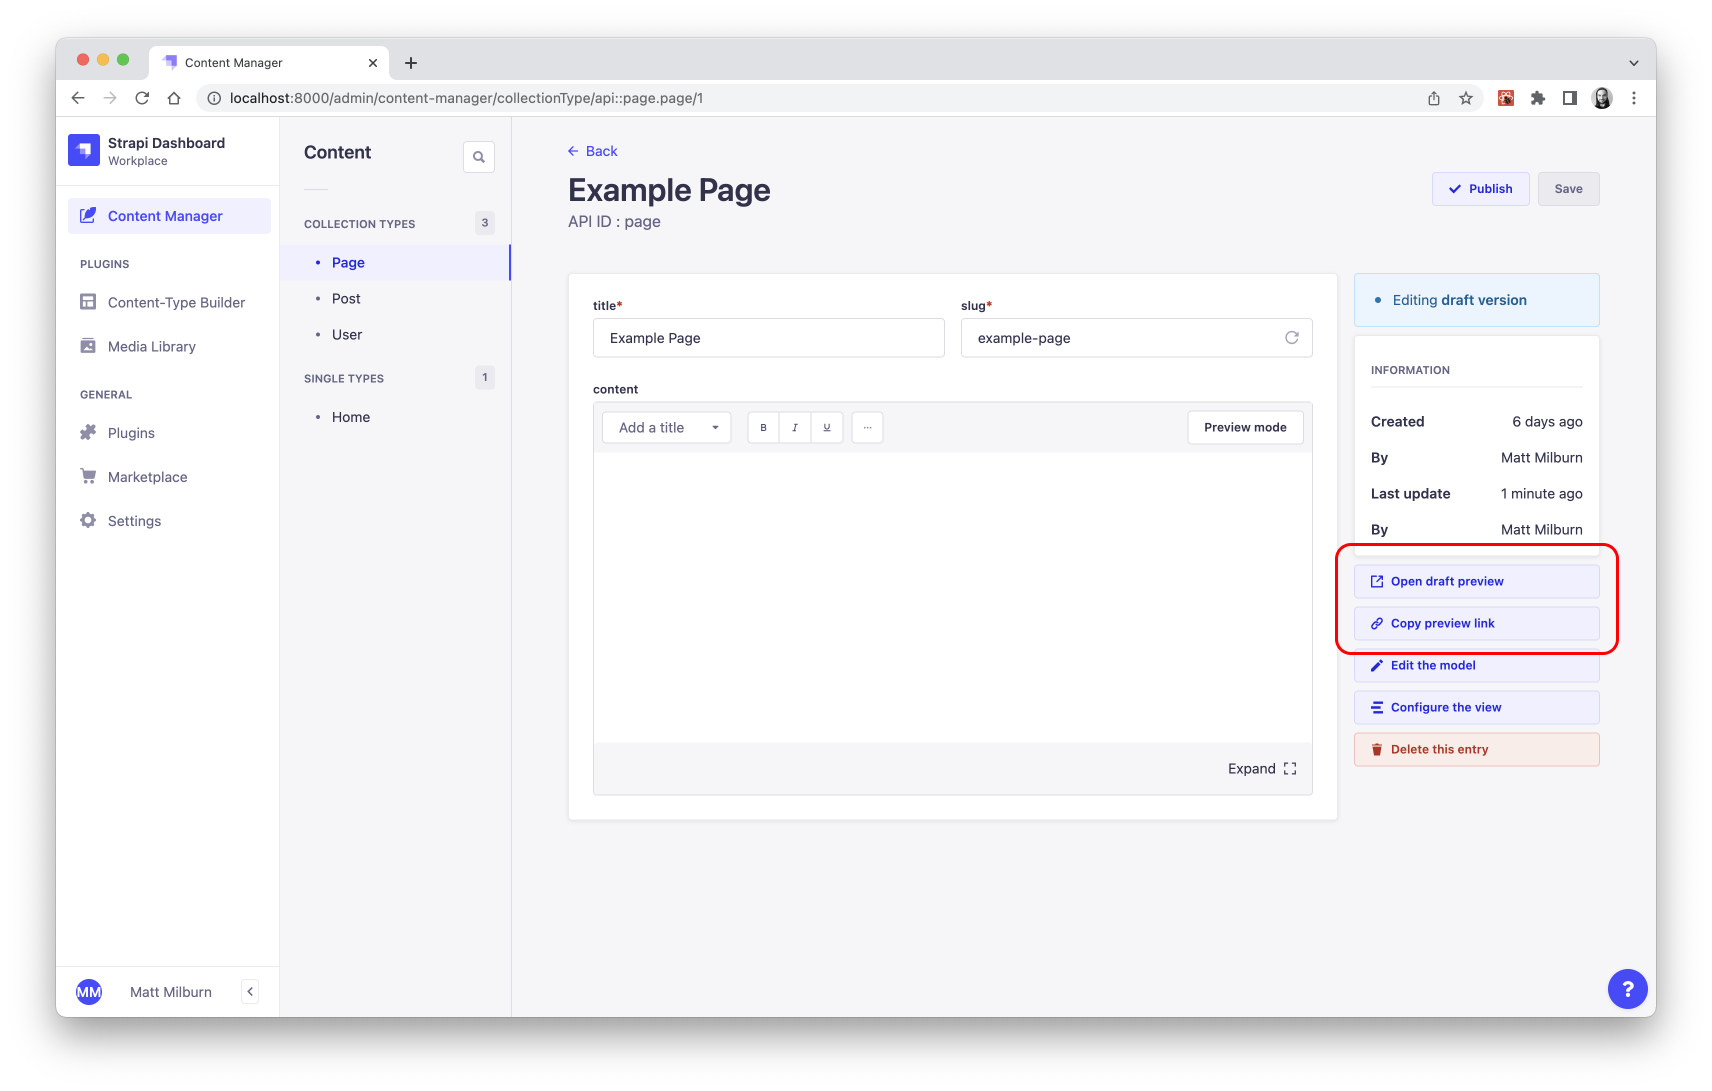 Content Manager
localhost:8000/admin/content-manager/collectionType/api::page.page/1
Strapi Dashboard
Workplace
Content Manager
PLUGINS
Content-Type Builder
Media Library
GENERAL
Plugins
Marketplace
Settings
MM
Matt Milburn
Content
COLLECTION TYPES 3
Page
Post
User
SINGLE TYPES 1
Home
Back
Example Page
API ID : page
Publish
Save
title*
Example Page
slug*
example-page
content
Add a title
B
I
U
...
Preview mode
Expand
Editing draft version
INFORMATION
Created 6 days ago
By Matt Milburn
Last update 1 minute ago
By Matt Milburn
Open draft preview
Copy preview link
Edit the model
Configure the view
Delete this entry
?